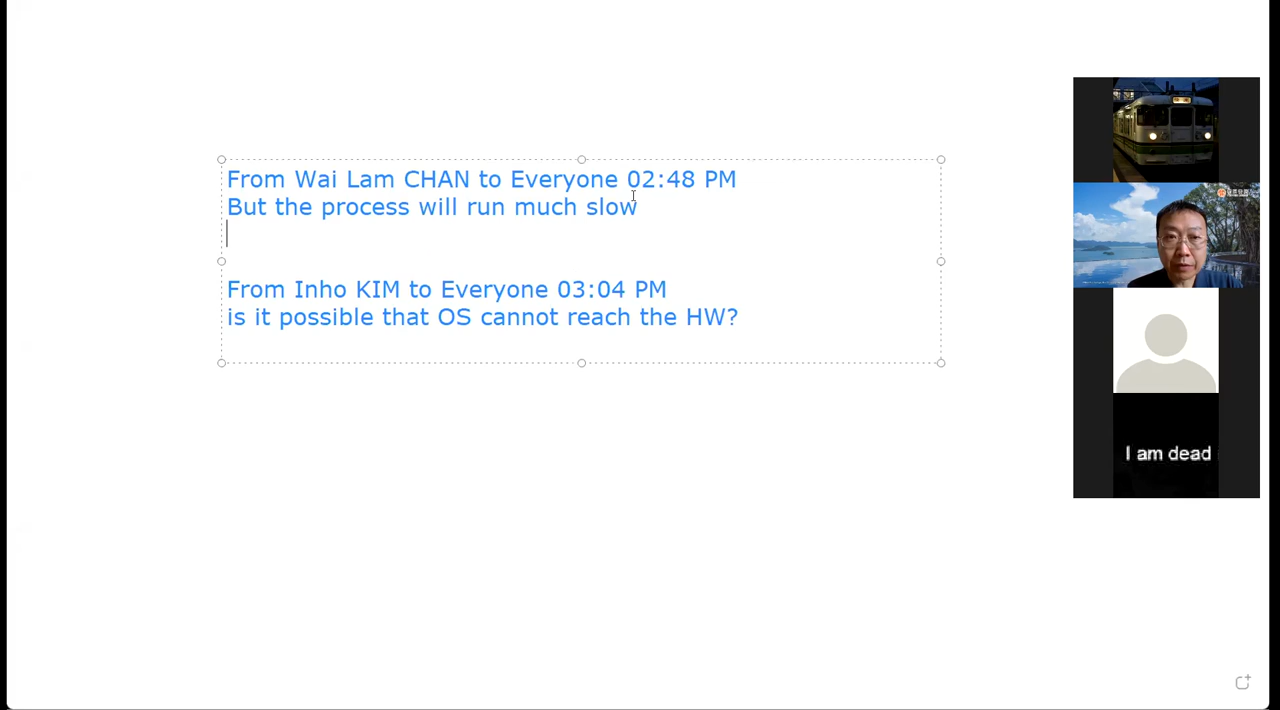 From Wai Lam CHAN to Everyone 02:48 PM
But the process will run much slow
From Inho KIM to Everyone 03:04 PM
is it possible that OS cannot reach the HW?
I am dead